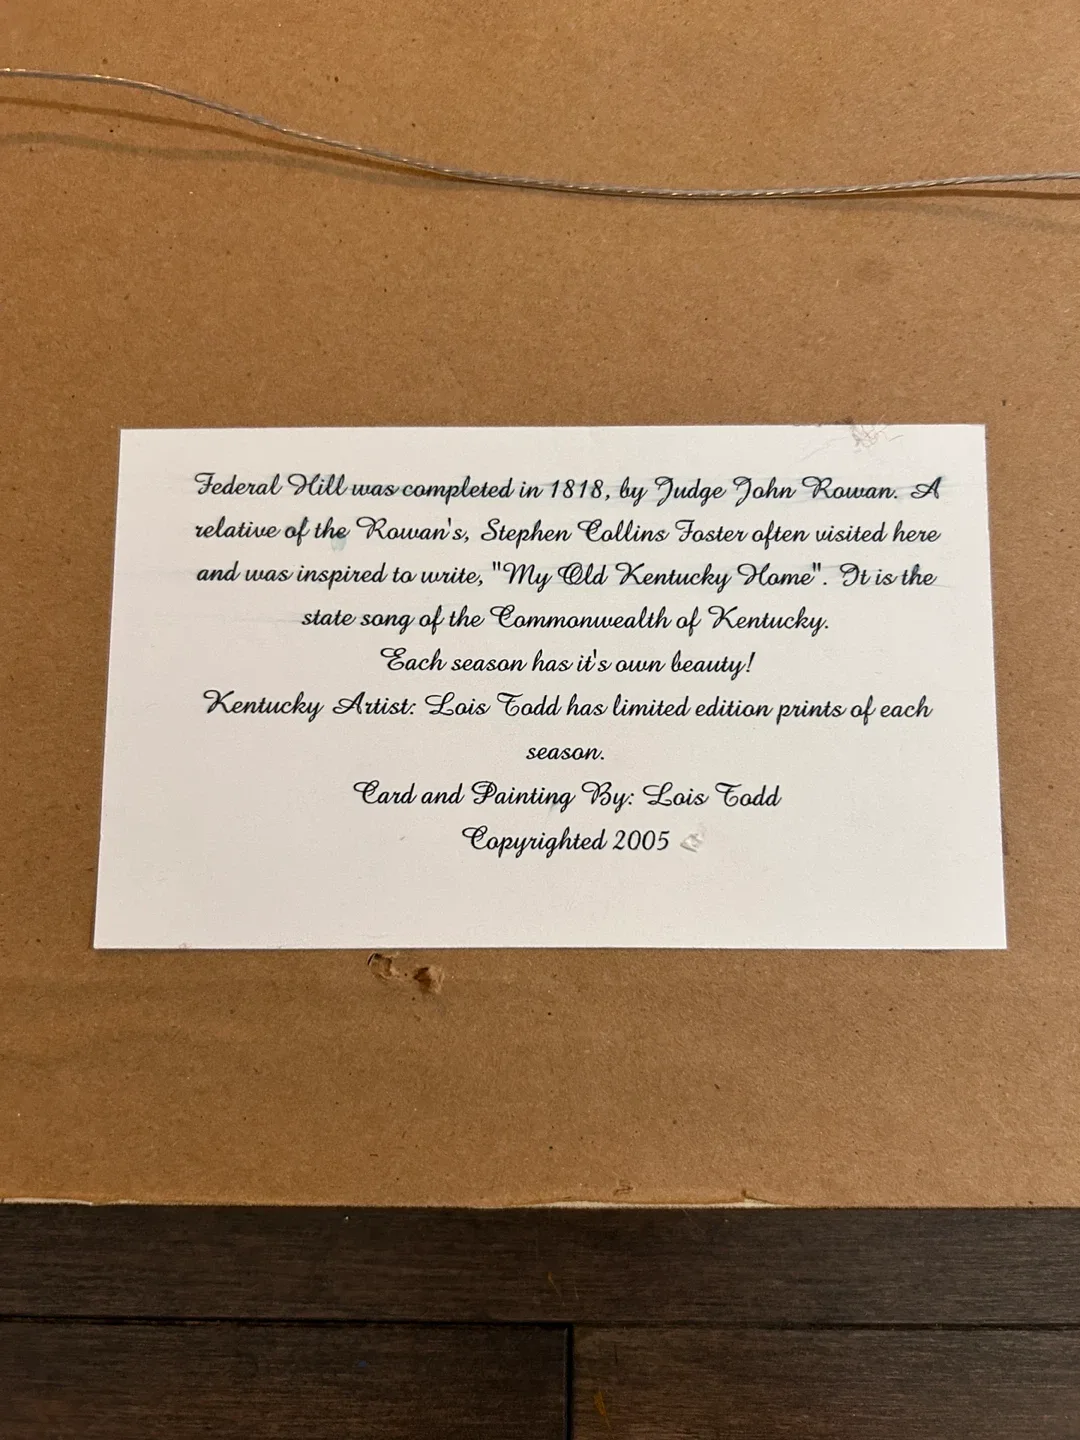 Federal Hill was completed in 1818, by Judge John Rowan. A
relative of the Rowan's, Stephen Collins Foster often visited here
and was inspired to write, "My Old Kentucky Home". It is the
state song of the Commonwealth of Kentucky.
Each season has it's own beauty!
Kentucky Artist: Lois Todd has limited edition prints of each
season.
Card and Painting By: Lois Todd
Copyrighted 2005